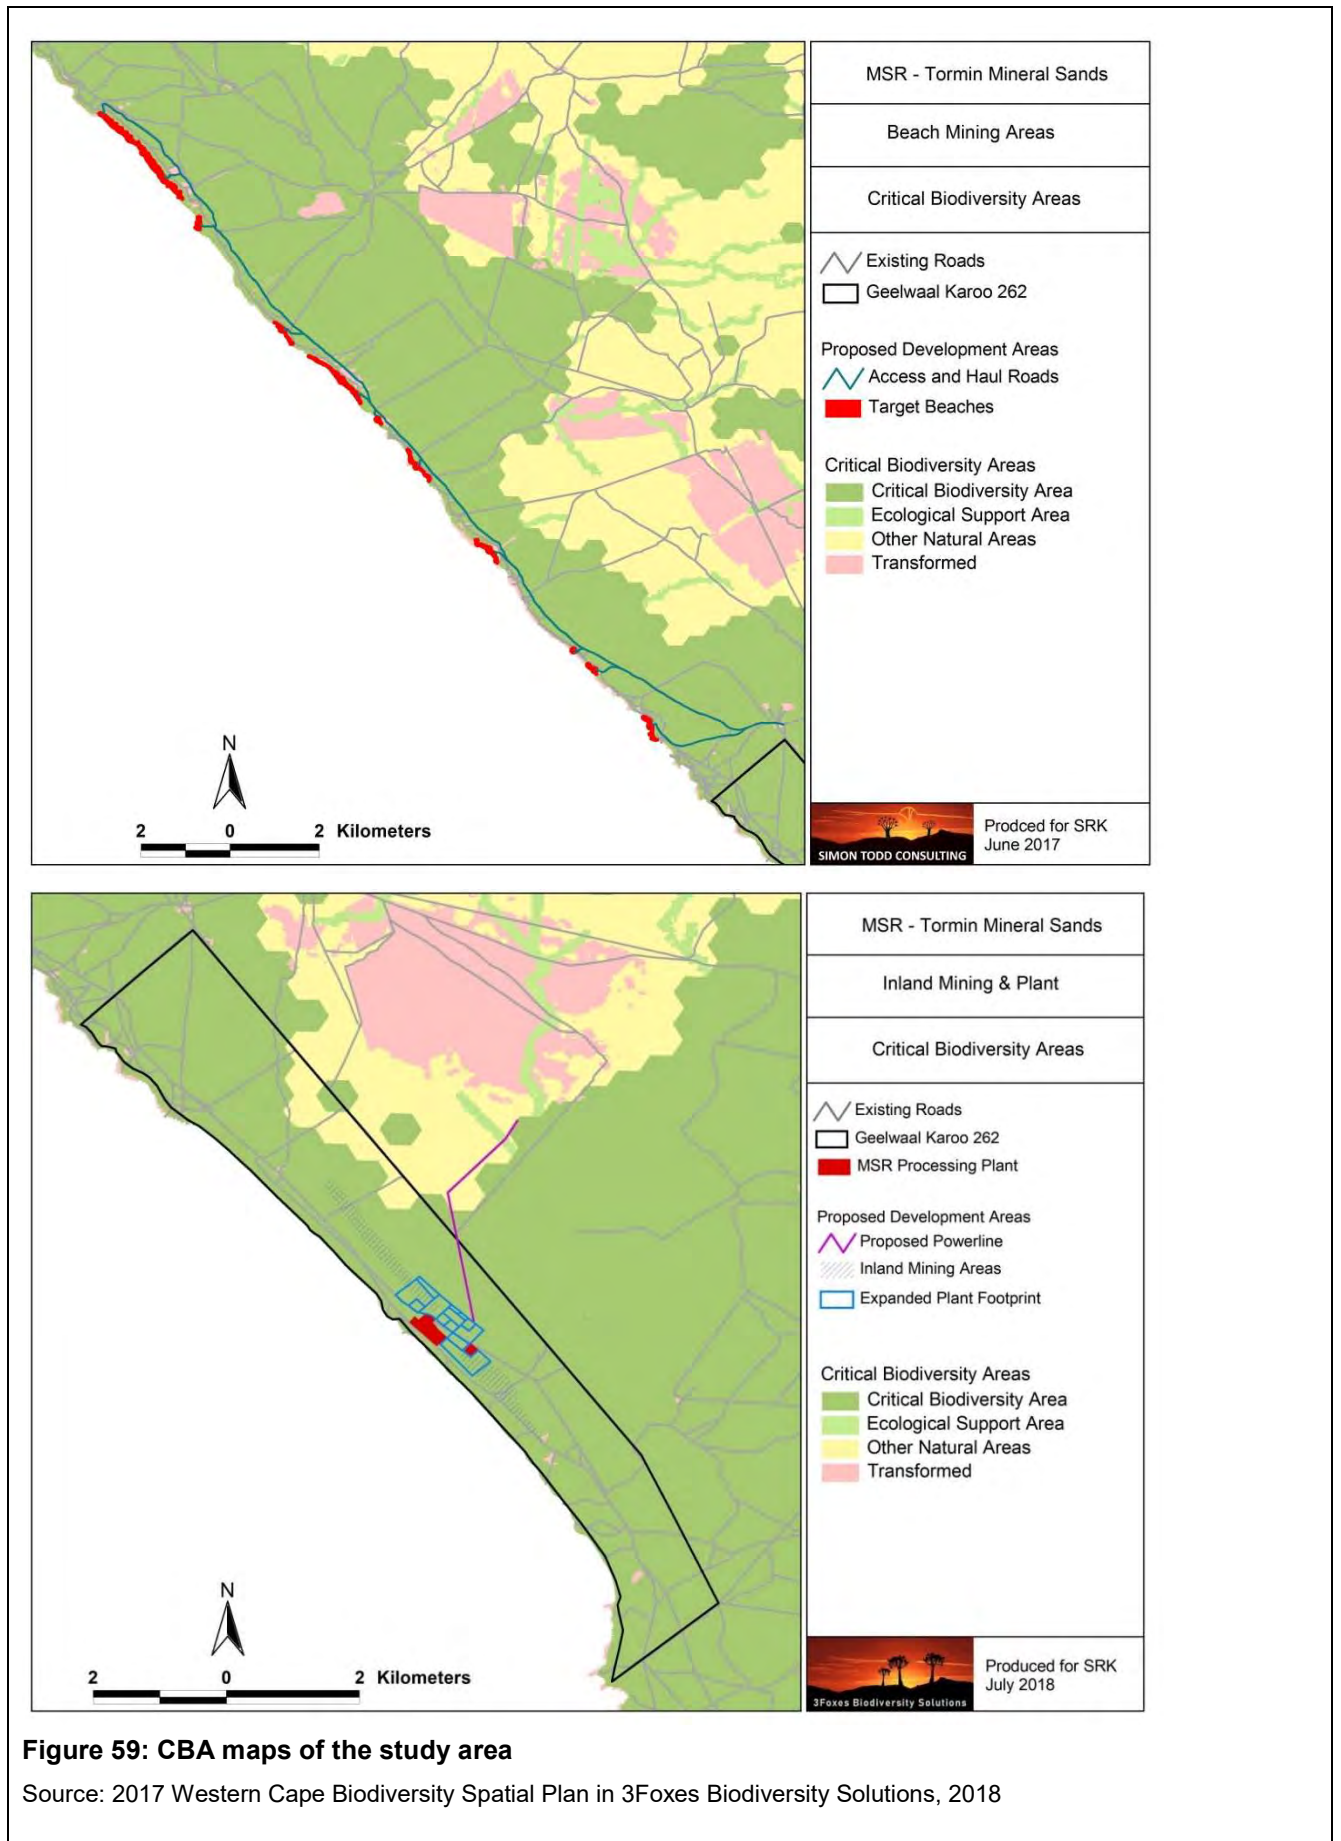 MSR - Tormin Mineral Sands
Beach Mining Areas
Critical Biodiversity Areas
Existing Roads
Geelwaal Karoo 262
Proposed Development Areas
Access and Haul Roads
Target Beaches
Critical Biodiversity Areas
Critical Biodiversity Area
Ecological Support Area
Other Natural Areas
Transformed
N
2 0 2 Kilometers
SIMON TODD CONSULTING
Prodced for SRK
June 2017
MSR - Tormin Mineral Sands
Inland Mining & Plant
Critical Biodiversity Areas
Existing Roads
Geelwaal Karoo 262
MSR Processing Plant
Proposed Development Areas
Proposed Powerline
Inland Mining Areas
Expanded Plant Footprint
Critical Biodiversity Areas
Critical Biodiversity Area
Ecological Support Area
Other Natural Areas
Transformed
N
2 0 2 Kilometers
3Foxes Biodiversity Solutions
Produced for SRK
July 2018
Figure 59: CBA maps of the study area
Source: 2017 Western Cape Biodiversity Spatial Plan in 3Foxes Biodiversity Solutions, 2018